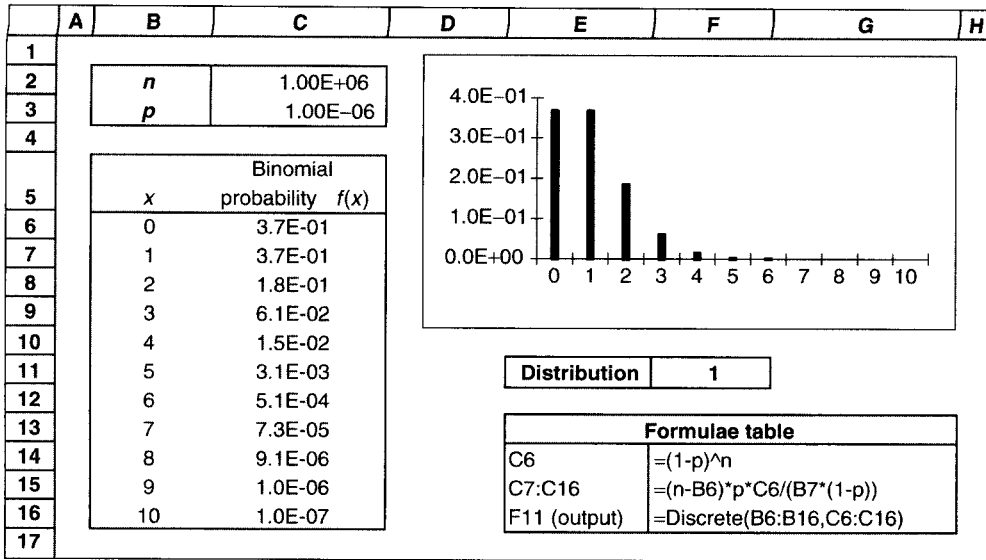 A B C D E F G H
1
2 n 1.00E+06
3 p 1.00E−06
4
5 x Binomial probability f(x)
6 0 3.7E-01
7 1 3.7E-01
8 2 1.8E-01
9 3 6.1E-02
10 4 1.5E-02
11 5 3.1E-03
12 6 5.1E-04
13 7 7.3E-05
14 8 9.1E-06
15 9 1.0E-06
16 10 1.0E-07
17
4.0E−01
3.0E−01
2.0E−01
1.0E−01
0.0E+00
0 1 2 3 4 5 6 7 8 9 10
Distribution 1
Formulae table
C6 =(1-p)^n
C7:C16 =(n-B6)*p*C6/(B7*(1-p))
F11 (output) =Discrete(B6:B16,C6:C16)